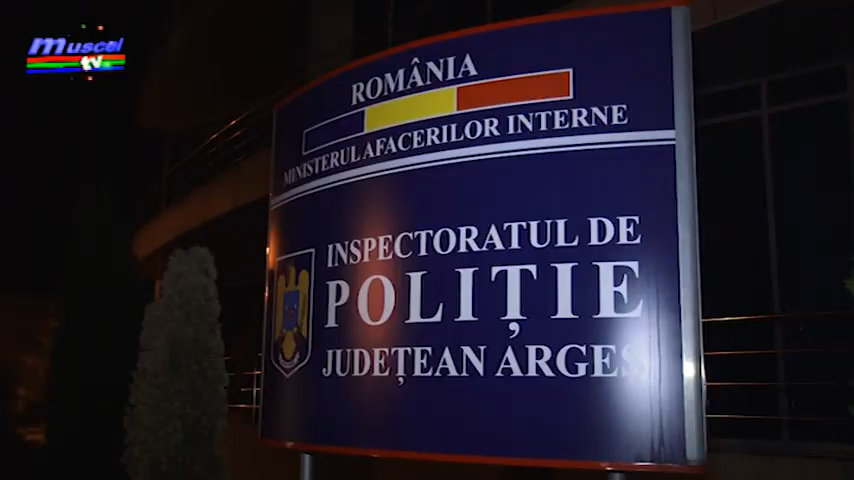 Muscel
tv
ROMÂNIA
MINISTERUL AFACERILOR INTERNE
INSPECTORATUL DE
POLIȚIE
JUDEȚEAN ARGEȘ